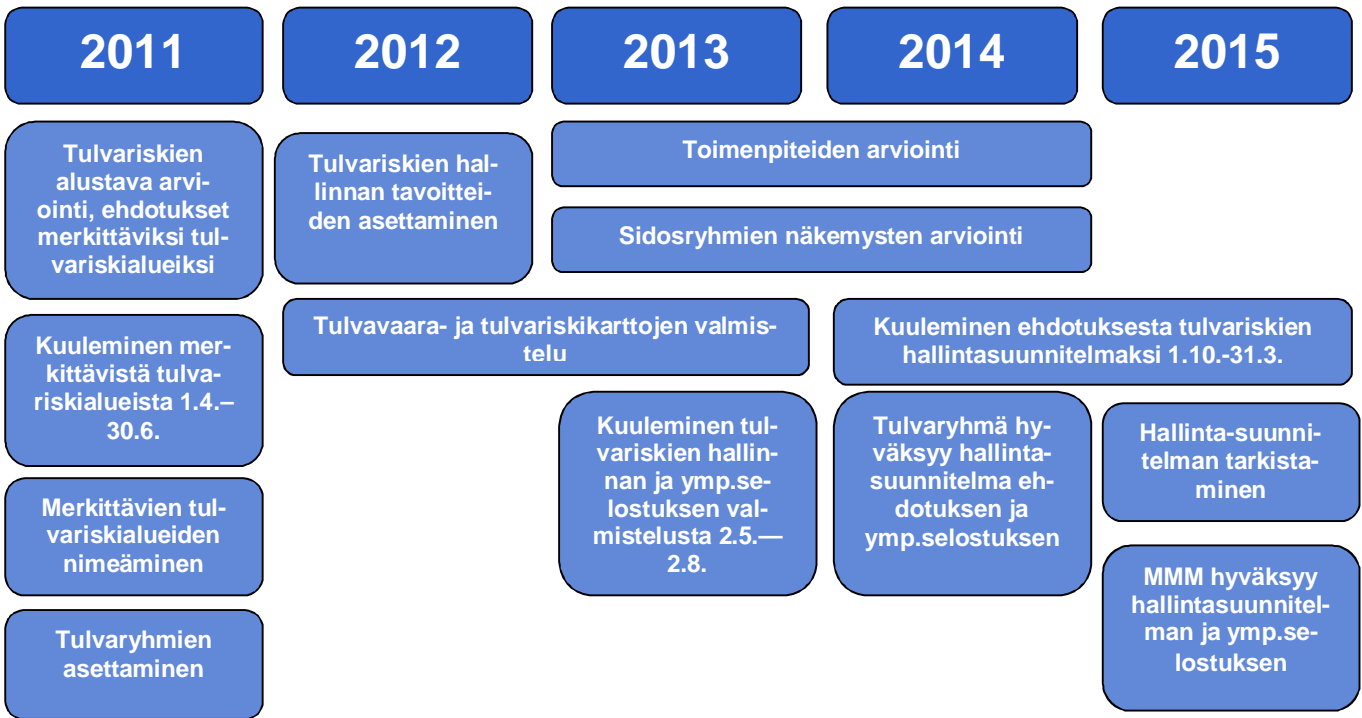 2011
2012
2013
2014
2015
Tulvariskien
alustava arvi-
ointi, ehdotukset
merkittäviksi tul-
variskialueiksi
Kuuleminen mer-
kittävistä tulva-
riskialueista 1.4.–
30.6.
Merkittävien tul-
variskialueiden
nimeäminen
Tulvaryhmien
asettaminen
Tulvariskien hal-
linnan tavoittei-
den asettaminen
Toimenpiteiden arviointi
Sidosryhmien näkemysten arviointi
Tulvavaara- ja tulvariskikarttojen valmis-
telu
Kuuleminen ehdotuksesta tulvariskien
hallintasuunnitelmaksi 1.10.-31.3.
Kuuleminen tul-
variskien hallin-
nan ja ymp.se-
lostuksen val-
mistelusta 2.5.—
2.8.
Tulvaryhmä hy-
väksyy hallinta-
suunnitelma eh-
dotuksen ja
ymp.selostuksen
Hallinta-suunni-
telman tarkista-
minen
MMM hyväksyy
hallintasuunnitel-
man ja ymp.se-
lostuksen